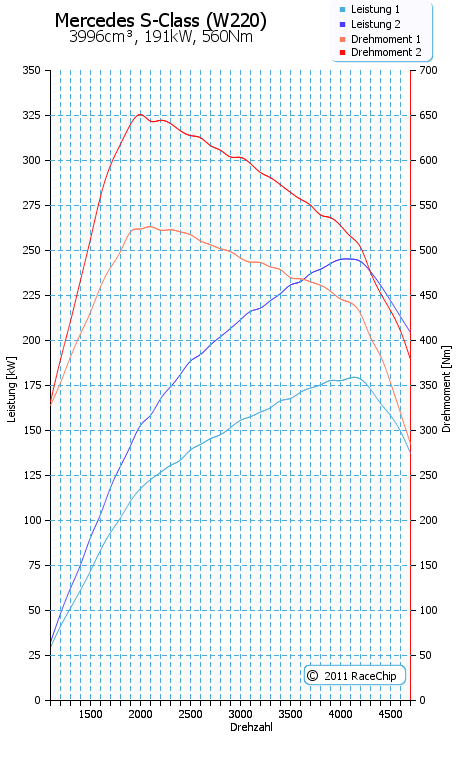 Mercedes S-Class (W220)
3996cm³, 191kW, 560Nm
Leistung 1
Leistung 2
Drehmoment 1
Drehmoment 2
350
325
300
275
250
225
200
175
150
125
100
75
50
25
0
Leistung [kW]
700
650
600
550
500
450
400
350
300
250
200
150
100
50
0
Drehmoment [Nm]
© 2011 RaceChip
1500 2000 2500 3000 3500 4000 4500
Drehzahl